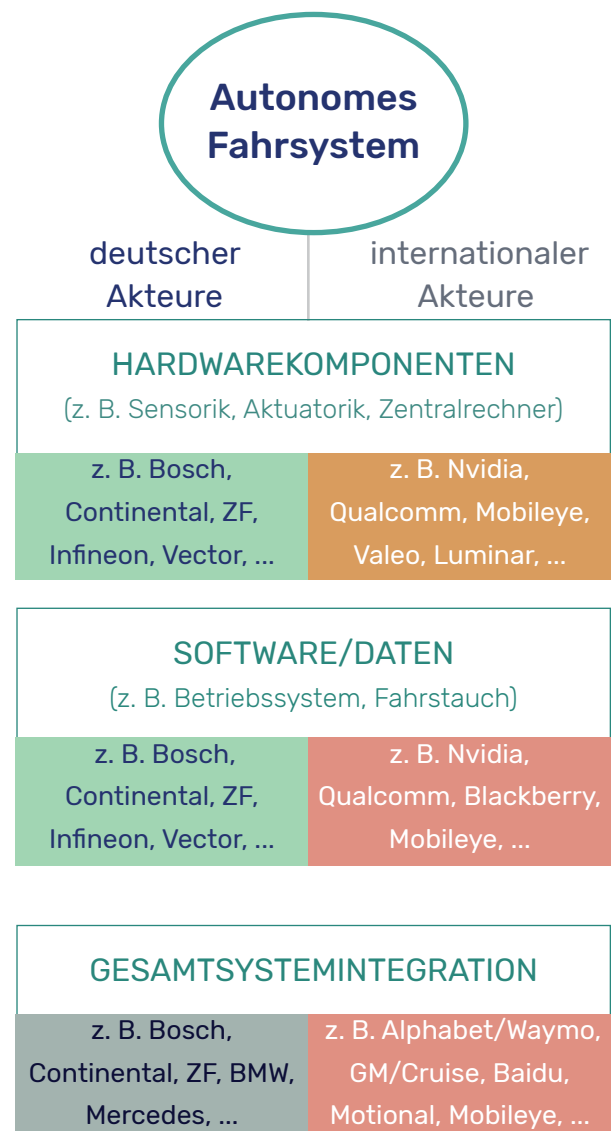 Autonomes
Fahrsystem
deutscher
Akteure
internationaler
Akteure
HARDWAREKOMPONENTEN
(z. B. Sensorik, Aktuatorik, Zentralrechner)
z. B. Bosch,
Continental, ZF,
Infineon, Vector, ...
z. B. Nvidia,
Qualcomm, Mobileye,
Valeo, Luminar, ...
SOFTWARE/DATEN
(z. B. Betriebssystem, Fahrstauch)
z. B. Bosch,
Continental, ZF,
Infineon, Vector, ...
z. B. Nvidia,
Qualcomm, Blackberry,
Mobileye, ...
GESAMTSYSTEMINTEGRATION
z. B. Bosch,
Continental, ZF, BMW,
Mercedes, ...
z. B. Alphabet/Waymo,
GM/Cruise, Baidu,
Motional, Mobileye, ...